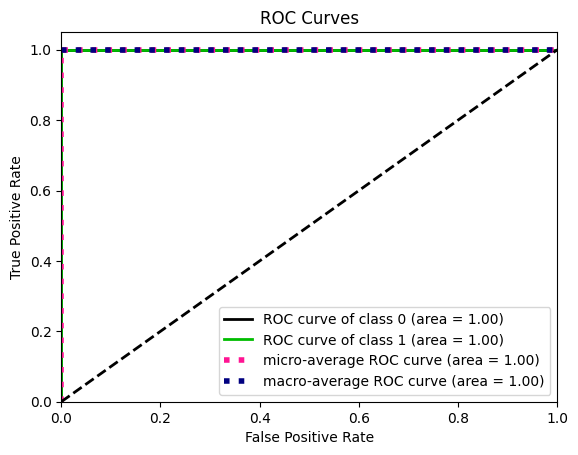 ROC Curves
True Positive Rate
1.0
0.8
0.6
0.4
0.2
0.0
ROC curve of class 0 (area = 1.00)
ROC curve of class 1 (area = 1.00)
micro-average ROC curve (area = 1.00)
macro-average ROC curve (area = 1.00)
0.0 0.2 0.4 0.6 0.8 1.0
False Positive Rate